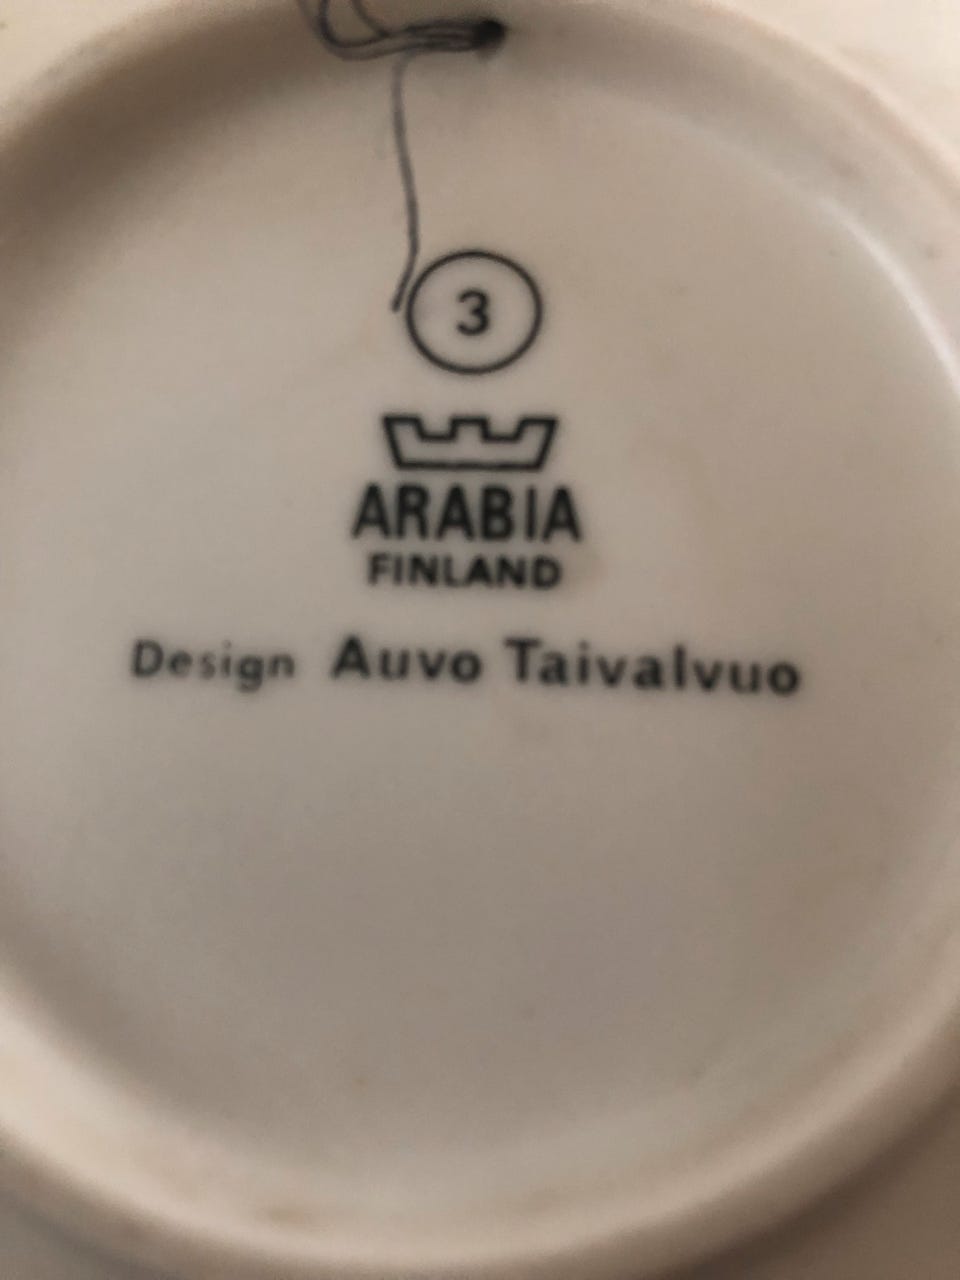 3
ARABIA
FINLAND
Design Auvo Taivalvuo